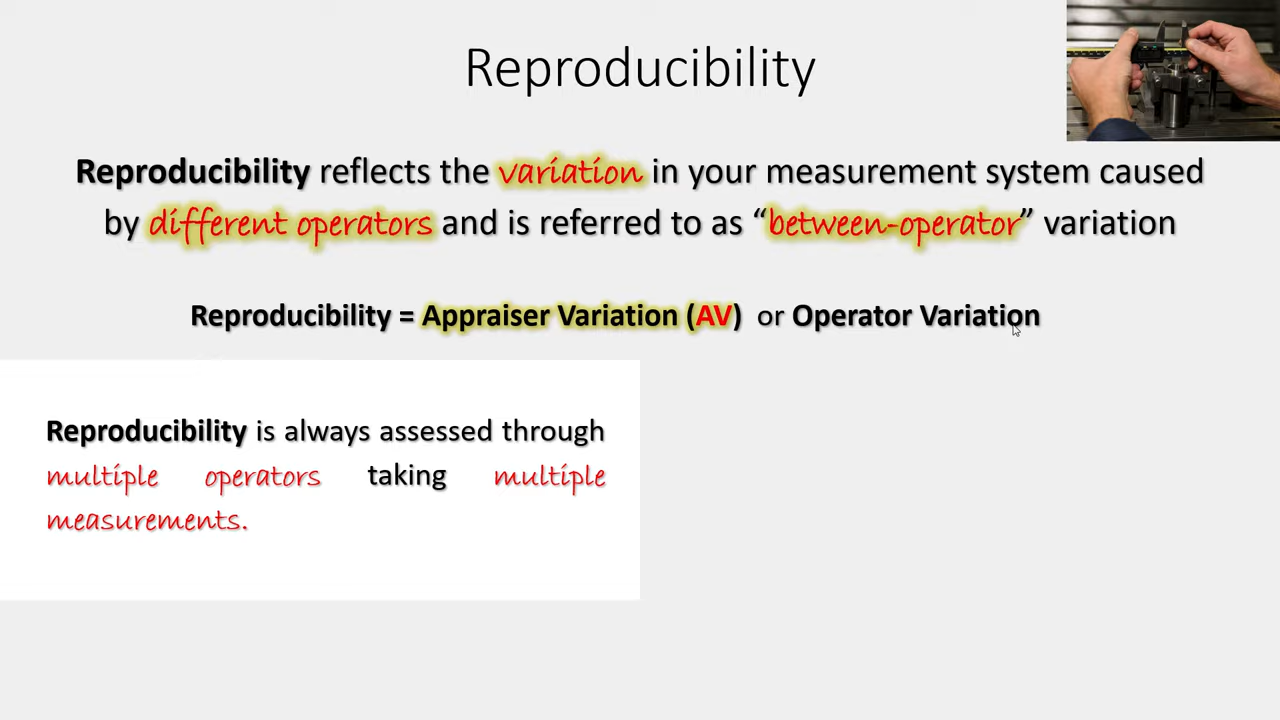 Reproducibility
Reproducibility reflects the variation in your measurement system caused
by different operators and is referred to as “between-operator” variation
Reproducibility = Appraiser Variation (AV) or Operator Variation
Reproducibility is always assessed through
multiple operators taking multiple
measurements.